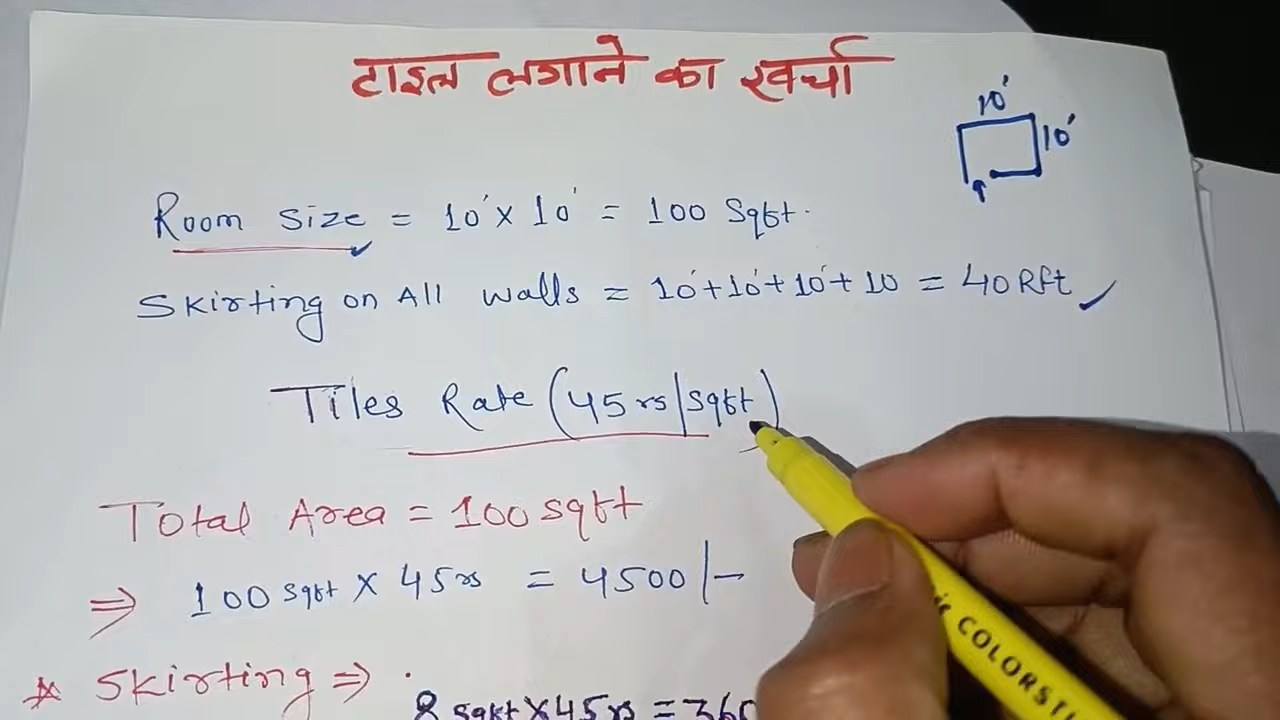 टाइल लगाने का खर्चा
10'
10'
Room Size = 10' x 10' = 100 Sqft.
Skirting on All walls = 10'+10'+10'+10 = 40 Rft
Tiles Rate (45 rs/sqft)
Total Area = 100 sqft
⇒ 100 sqft x 45 rs = 4500/-
* Skirting ⇒
8 sqft x 45 rs = 360
COLORST